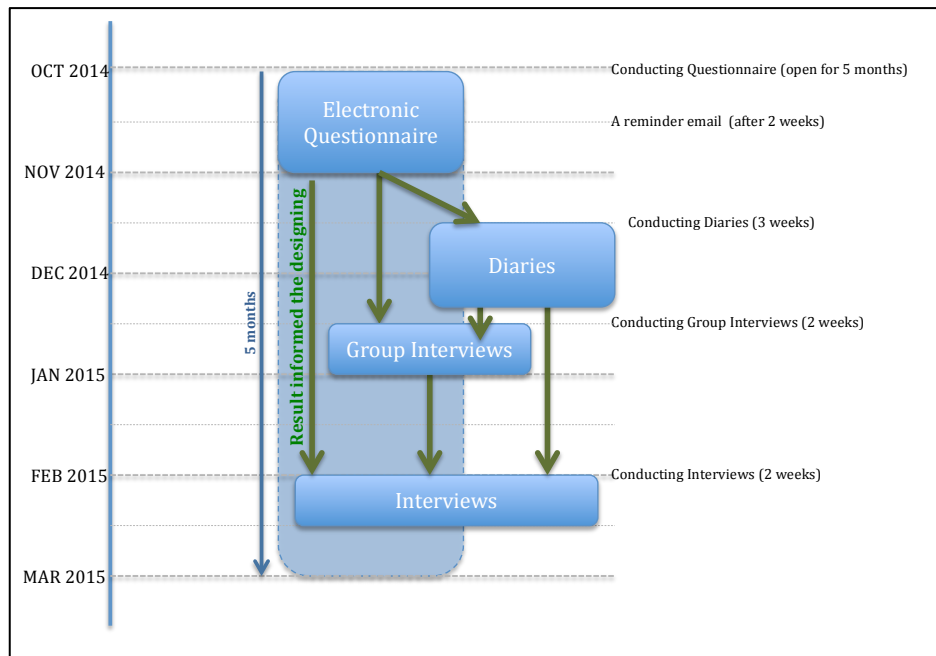 OCT 2014
Conducting Questionnaire (open for 5 months)
Electronic
Questionnaire
A reminder email  (after 2 weeks)
NOV 2014
Conducting Diaries (3 weeks)
Diaries
DEC 2014
Result informed the designing
5 months
Conducting Group Interviews (2 weeks)
Group Interviews
JAN 2015
FEB 2015
Conducting Interviews (2 weeks)
Interviews
MAR 2015